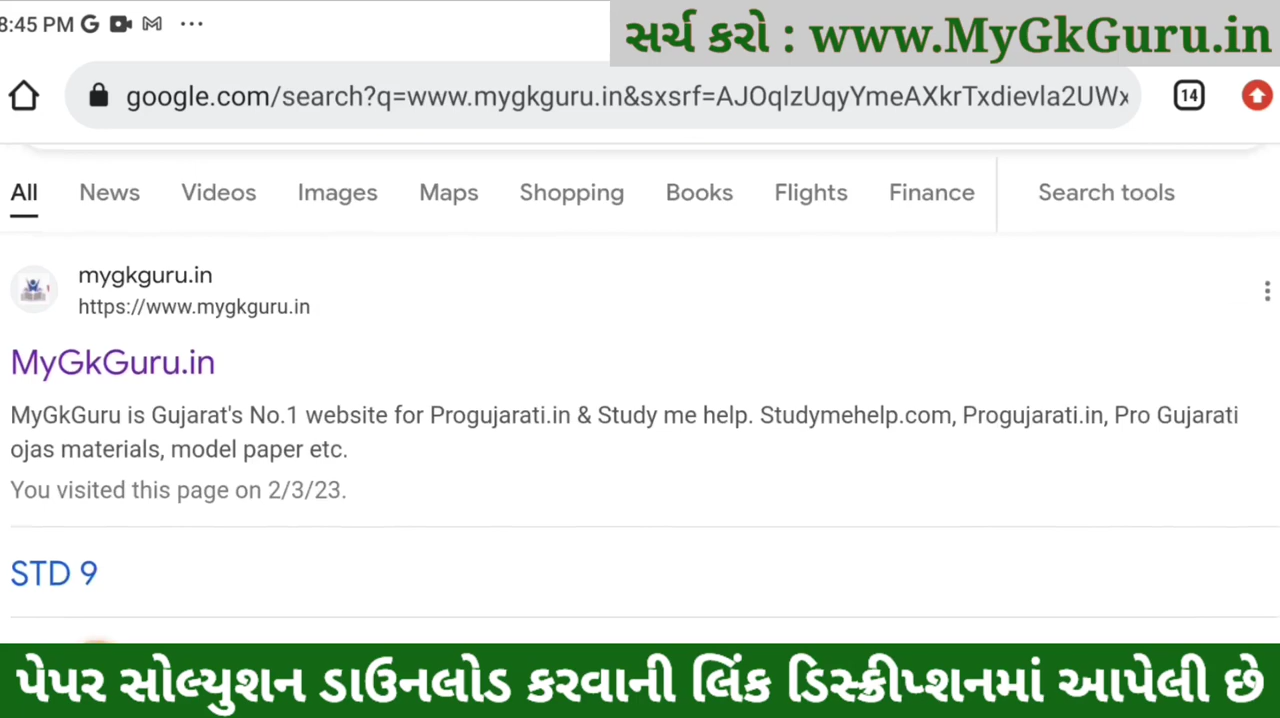 8:45 PM
સર્ચ કરો : www.MyGkGuru.in
google.com/search?q=www.mygkguru.in&sxsrf=AJOqlzUqyYmeAXkrTxdievla2UWx
14
All News Videos Images Maps Shopping Books Flights Finance Search tools
mygkguru.in
https://www.mygkguru.in
MyGkGuru.in
MyGkGuru is Gujarat's No.1 website for Progujarati.in & Study me help. Studymehelp.com, Progujarati.in, Pro Gujarati
ojas materials, model paper etc.
You visited this page on 2/3/23.
STD 9
પેપર સોલ્યુશન ડાઉનલોડ કરવાની લિંક ડિસ્ક્રીપ્શનમાં આપેલી છે